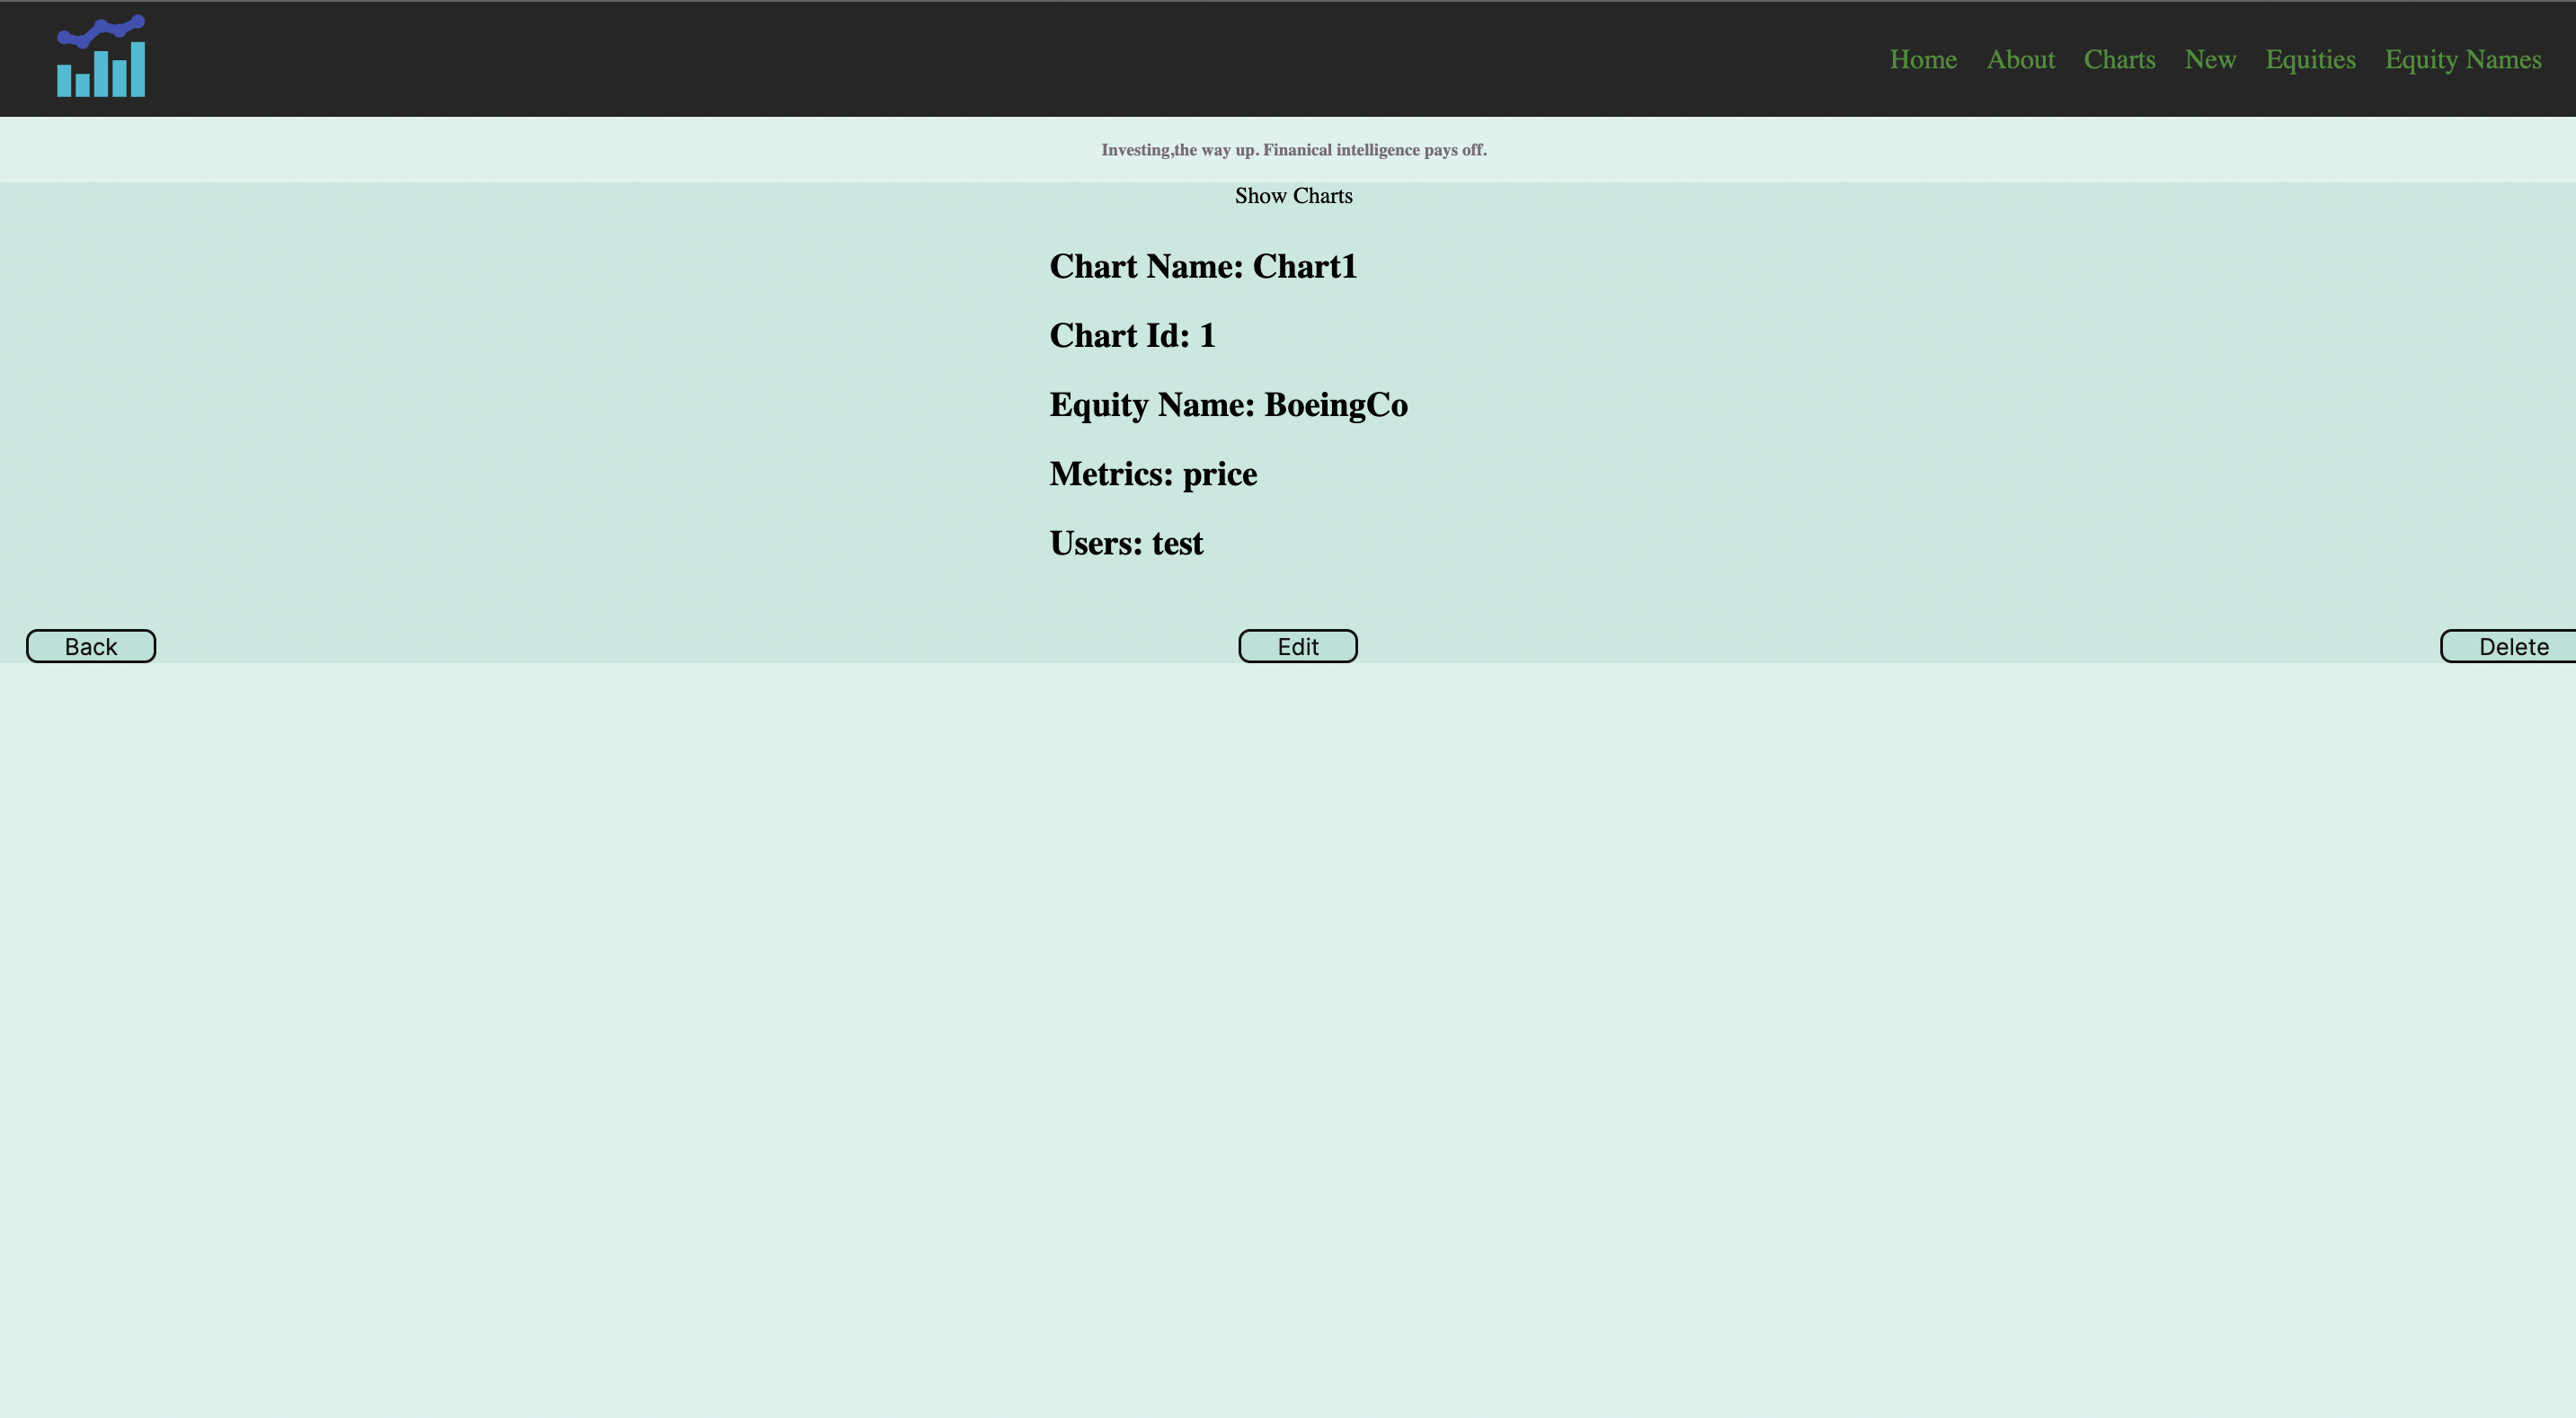 Home About Charts New Equities Equity Names
Investing,the way up. Finanical intelligence pays off.
Show Charts
Chart Name: Chart1
Chart Id: 1
Equity Name: BoeingCo
Metrics: price
Users: test
Back Edit Delete